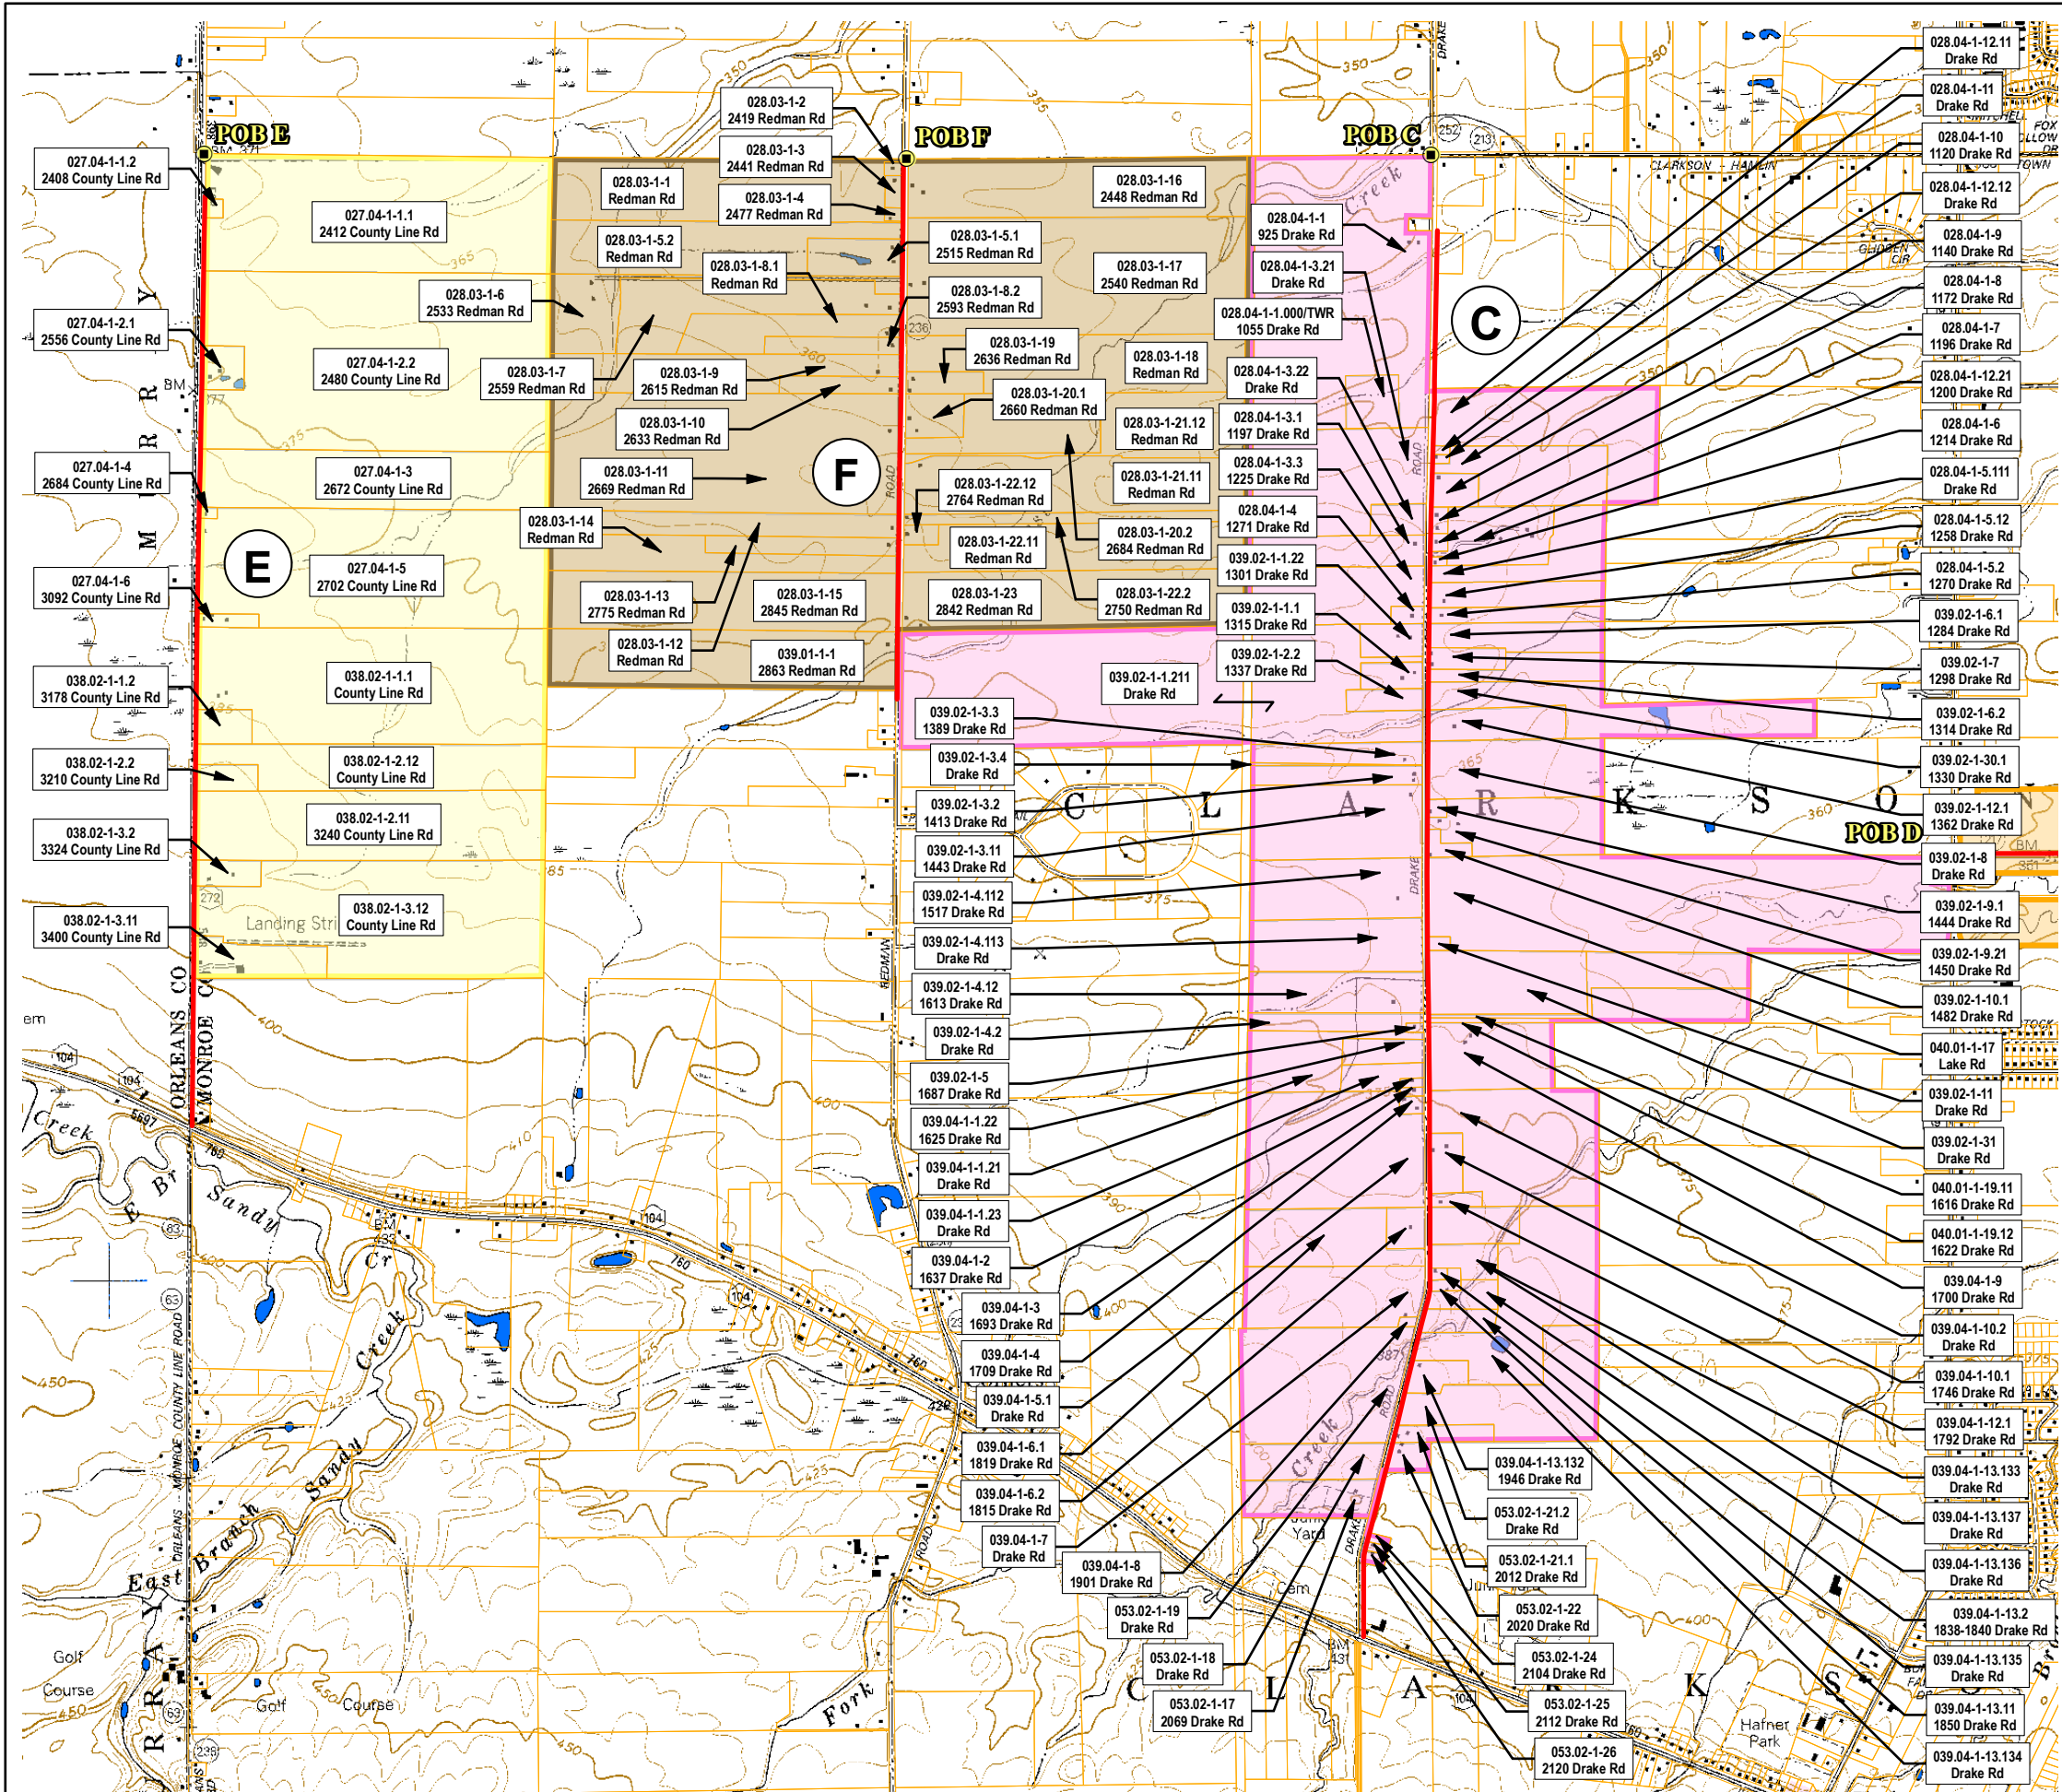 POB E
POB F
POB C
POB D
E
F
C
027.04-1-1.2
2408 County Line Rd
027.04-1-2.1
2556 County Line Rd
027.04-1-4
2684 County Line Rd
027.04-1-6
3092 County Line Rd
038.02-1-1.2
3178 County Line Rd
038.02-1-2.2
3210 County Line Rd
038.02-1-3.2
3324 County Line Rd
038.02-1-3.11
3400 County Line Rd
027.04-1-1.1
2412 County Line Rd
027.04-1-2.2
2480 County Line Rd
027.04-1-3
2672 County Line Rd
027.04-1-5
2702 County Line Rd
038.02-1-1.1
County Line Rd
038.02-1-2.12
County Line Rd
038.02-1-2.11
3240 County Line Rd
038.02-1-3.12
County Line Rd
028.03-1-2
2419 Redman Rd
028.03-1-3
2441 Redman Rd
028.03-1-4
2477 Redman Rd
028.03-1-1
Redman Rd
028.03-1-5.2
Redman Rd
028.03-1-8.1
Redman Rd
028.03-1-6
2533 Redman Rd
028.03-1-7
2559 Redman Rd
028.03-1-9
2615 Redman Rd
028.03-1-10
2633 Redman Rd
028.03-1-11
2669 Redman Rd
028.03-1-14
Redman Rd
028.03-1-13
2775 Redman Rd
028.03-1-12
Redman Rd
028.03-1-15
2845 Redman Rd
039.01-1-1
2863 Redman Rd
028.03-1-16
2448 Redman Rd
028.03-1-5.1
2515 Redman Rd
028.03-1-17
2540 Redman Rd
028.03-1-8.2
2593 Redman Rd
028.03-1-19
2636 Redman Rd
028.03-1-18
Redman Rd
028.03-1-20.1
2660 Redman Rd
028.03-1-21.12
Redman Rd
028.03-1-21.11
Redman Rd
028.03-1-22.12
2764 Redman Rd
028.03-1-22.11
Redman Rd
028.03-1-20.2
2684 Redman Rd
028.03-1-23
2842 Redman Rd
028.03-1-22.2
2750 Redman Rd
028.04-1-1
925 Drake Rd
028.04-1-3.21
Drake Rd
028.04-1-1.000/TWR
1055 Drake Rd
028.04-1-3.22
Drake Rd
028.04-1-3.1
1197 Drake Rd
028.04-1-3.3
1225 Drake Rd
028.04-1-4
1271 Drake Rd
039.02-1-1.22
1301 Drake Rd
039.02-1-1.1
1315 Drake Rd
039.02-1-2.2
1337 Drake Rd
039.02-1-1.211
Drake Rd
039.02-1-3.3
1389 Drake Rd
039.02-1-3.4
Drake Rd
039.02-1-3.2
1413 Drake Rd
039.02-1-3.11
1443 Drake Rd
039.02-1-4.112
1517 Drake Rd
039.02-1-4.113
Drake Rd
039.02-1-4.12
1613 Drake Rd
039.02-1-4.2
Drake Rd
039.02-1-5
1687 Drake Rd
039.04-1-1.22
1625 Drake Rd
039.04-1-1.21
Drake Rd
039.04-1-1.23
Drake Rd
039.04-1-2
1637 Drake Rd
039.04-1-3
1693 Drake Rd
039.04-1-4
1709 Drake Rd
039.04-1-5.1
Drake Rd
039.04-1-6.1
1819 Drake Rd
039.04-1-6.2
1815 Drake Rd
039.04-1-7
Drake Rd
039.04-1-8
1901 Drake Rd
053.02-1-19
Drake Rd
053.02-1-18
Drake Rd
053.02-1-17
2069 Drake Rd
028.04-1-12.11
Drake Rd
028.04-1-11
Drake Rd
028.04-1-10
1120 Drake Rd
028.04-1-12.12
Drake Rd
028.04-1-9
1140 Drake Rd
028.04-1-8
1172 Drake Rd
028.04-1-7
1196 Drake Rd
028.04-1-12.21
1200 Drake Rd
028.04-1-6
1214 Drake Rd
028.04-1-5.111
Drake Rd
028.04-1-5.12
1258 Drake Rd
028.04-1-5.2
1270 Drake Rd
039.02-1-6.1
1284 Drake Rd
039.02-1-7
1298 Drake Rd
039.02-1-6.2
1314 Drake Rd
039.02-1-30.1
1330 Drake Rd
039.02-1-12.1
1362 Drake Rd
039.02-1-8
Drake Rd
039.02-1-9.1
1444 Drake Rd
039.02-1-9.21
1450 Drake Rd
039.02-1-10.1
1482 Drake Rd
040.01-1-17
Lake Rd
039.02-1-11
Drake Rd
039.02-1-31
Drake Rd
040.01-1-19.11
1616 Drake Rd
040.01-1-19.12
1622 Drake Rd
039.04-1-9
1700 Drake Rd
039.04-1-10.2
Drake Rd
039.04-1-10.1
1746 Drake Rd
039.04-1-12.1
1792 Drake Rd
039.04-1-13.133
Drake Rd
039.04-1-13.137
Drake Rd
039.04-1-13.136
Drake Rd
039.04-1-13.2
1838-1840 Drake Rd
039.04-1-13.135
Drake Rd
039.04-1-13.11
1850 Drake Rd
039.04-1-13.134
Drake Rd
039.04-1-13.132
1946 Drake Rd
053.02-1-21.2
Drake Rd
053.02-1-21.1
2012 Drake Rd
053.02-1-22
2020 Drake Rd
053.02-1-24
2104 Drake Rd
053.02-1-25
2112 Drake Rd
053.02-1-26
2120 Drake Rd
ORLEANS CO
MONROE CO
ORLEANS - MONROE COUNTY LINE ROAD
CLARKSON HAMLIN
Landing Strip
East Branch Sandy Creek
E Br Sandy Cr
Creek
Creek
Creek
Fork
Golf
Course
Golf Course
Hafner
Park
Cem
Yard
REDMAN
ROAD
ROAD
DRAKE
ROAD
DRAKE
C L A R K S O N